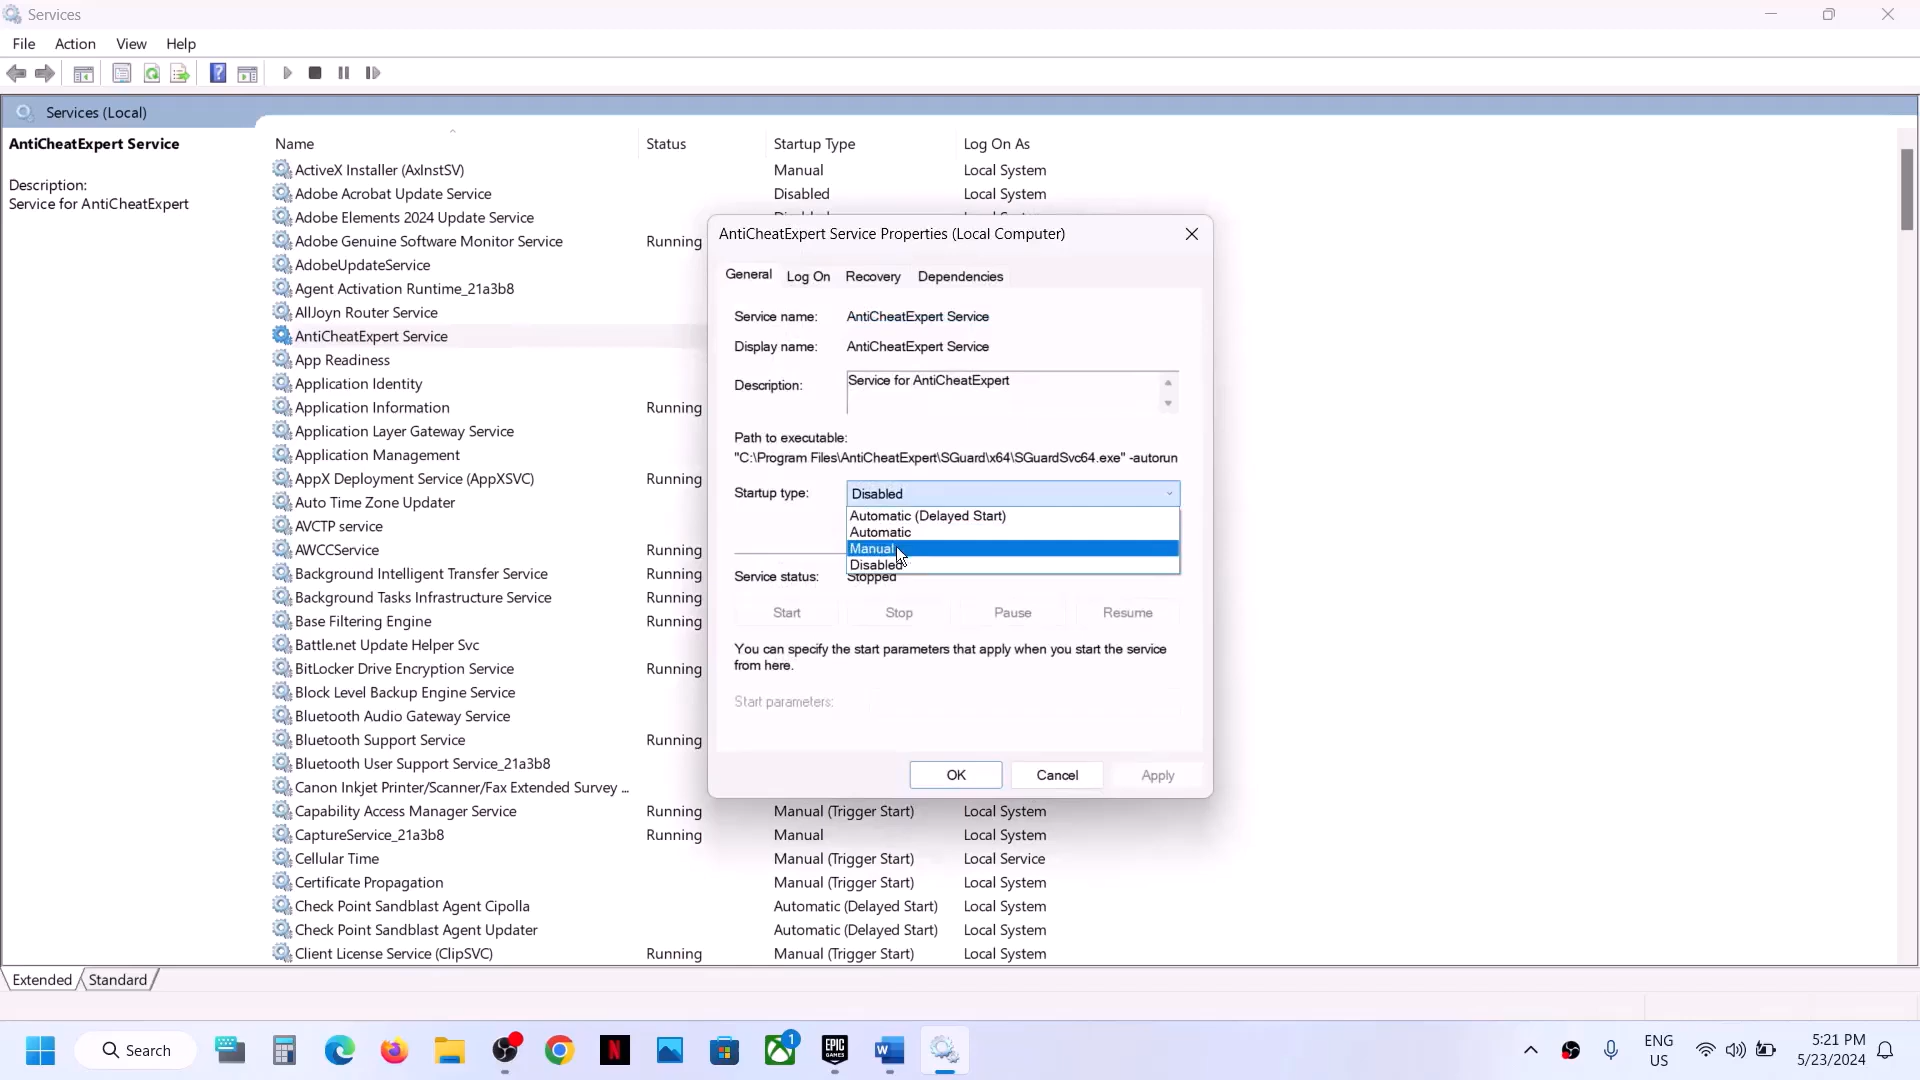 Services
File Action View Help
Services (Local)
AntiCheatExpert Service
Description:
Service for AntiCheatExpert
Name Status Startup Type Log On As
ActiveX Installer (AxInstSV) Manual Local System
Adobe Acrobat Update Service Disabled Local System
Adobe Elements 2024 Update Service
Adobe Genuine Software Monitor Service Running
AdobeUpdateService
Agent Activation Runtime_21a3b8
AllJoyn Router Service
AntiCheatExpert Service
App Readiness
Application Identity
Application Information Running
Application Layer Gateway Service
Application Management
AppX Deployment Service (AppXSVC) Running
Auto Time Zone Updater
AVCTP service
AWCCService Running
Background Intelligent Transfer Service Running
Background Tasks Infrastructure Service Running
Base Filtering Engine Running
Battle.net Update Helper Svc
BitLocker Drive Encryption Service Running
Block Level Backup Engine Service
Bluetooth Audio Gateway Service
Bluetooth Support Service Running
Bluetooth User Support Service_21a3b8
Canon Inkjet Printer/Scanner/Fax Extended Survey ...
Capability Access Manager Service Running Manual (Trigger Start) Local System
CaptureService_21a3b8 Running Manual Local System
Cellular Time Manual (Trigger Start) Local Service
Certificate Propagation Manual (Trigger Start) Local System
Check Point Sandblast Agent Cipolla Automatic (Delayed Start) Local System
Check Point Sandblast Agent Updater Automatic (Delayed Start) Local System
Client License Service (ClipSVC) Running Manual (Trigger Start) Local System
AntiCheatExpert Service Properties (Local Computer)
General Log On Recovery Dependencies
Service name: AntiCheatExpert Service
Display name: AntiCheatExpert Service
Description: Service for AntiCheatExpert
Path to executable:
"C:\Program Files\AntiCheatExpert\SGuard\x64\SGuardSvc64.exe" -autorun
Startup type: Disabled
Automatic (Delayed Start)
Automatic
Manual
Disabled
Service status: Stopped
Start Stop Pause Resume
You can specify the start parameters that apply when you start the service
from here.
Start parameters:
OK Cancel Apply
Extended Standard
Search
1
EPIC
GAMES
ENG
US
5:21 PM
5/23/2024